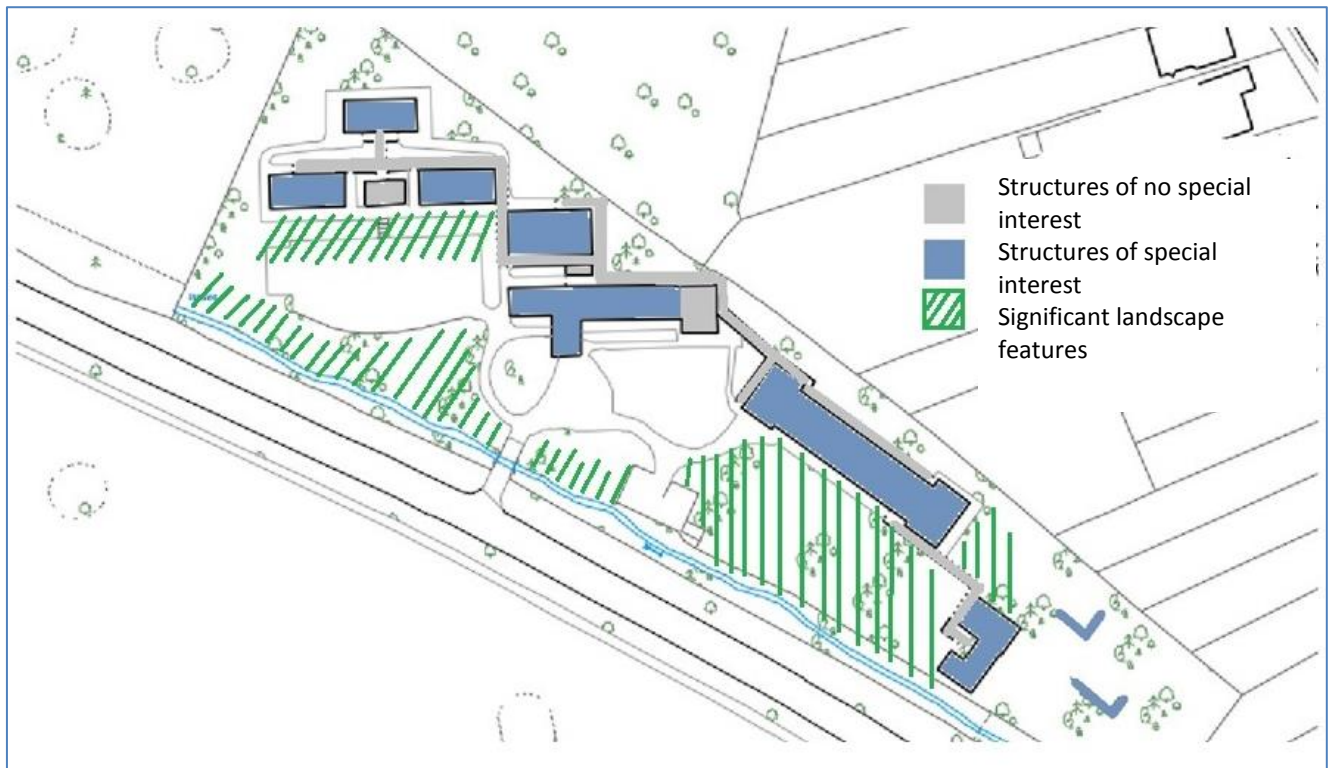 Structures of no special
interest
Structures of special
interest
Significant landscape
features